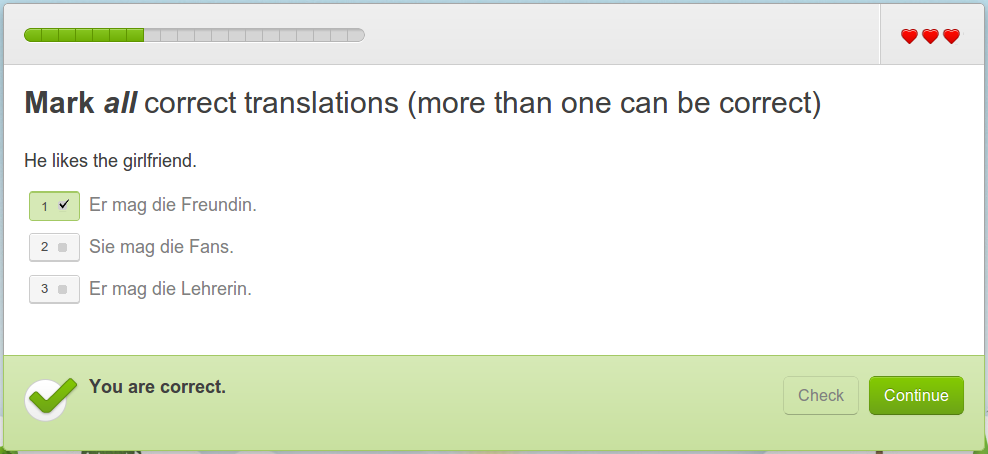 Mark all correct translations (more than one can be correct)
He likes the girlfriend.
1 Er mag die Freundin.
2 Sie mag die Fans.
3 Er mag die Lehrerin.
You are correct.
Check
Continue